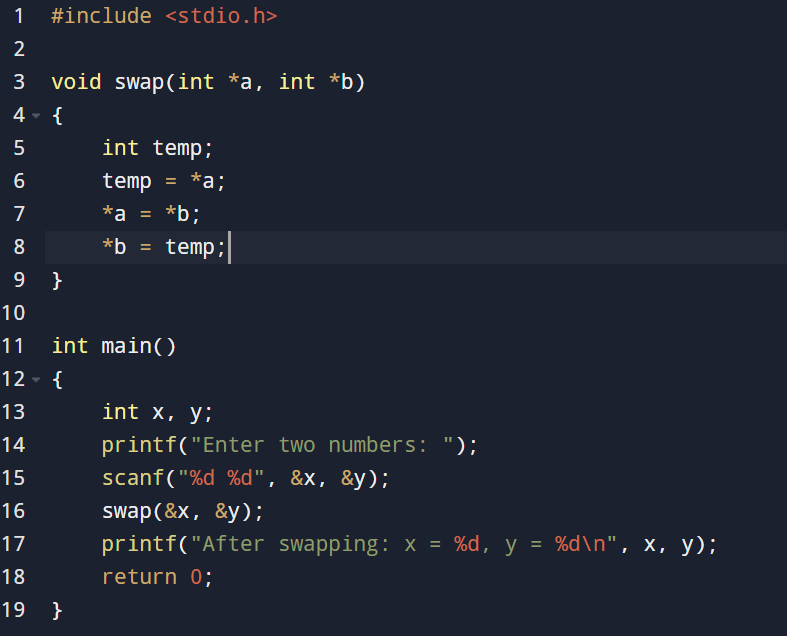 1 #include <stdio.h>
2
3 void swap(int *a, int *b)
4 {
5     int temp;
6     temp = *a;
7     *a = *b;
8     *b = temp;
9 }
10
11 int main()
12 {
13     int x, y;
14     printf("Enter two numbers: ");
15     scanf("%d %d", &x, &y);
16     swap(&x, &y);
17     printf("After swapping: x = %d, y = %d\n", x, y);
18     return 0;
19 }